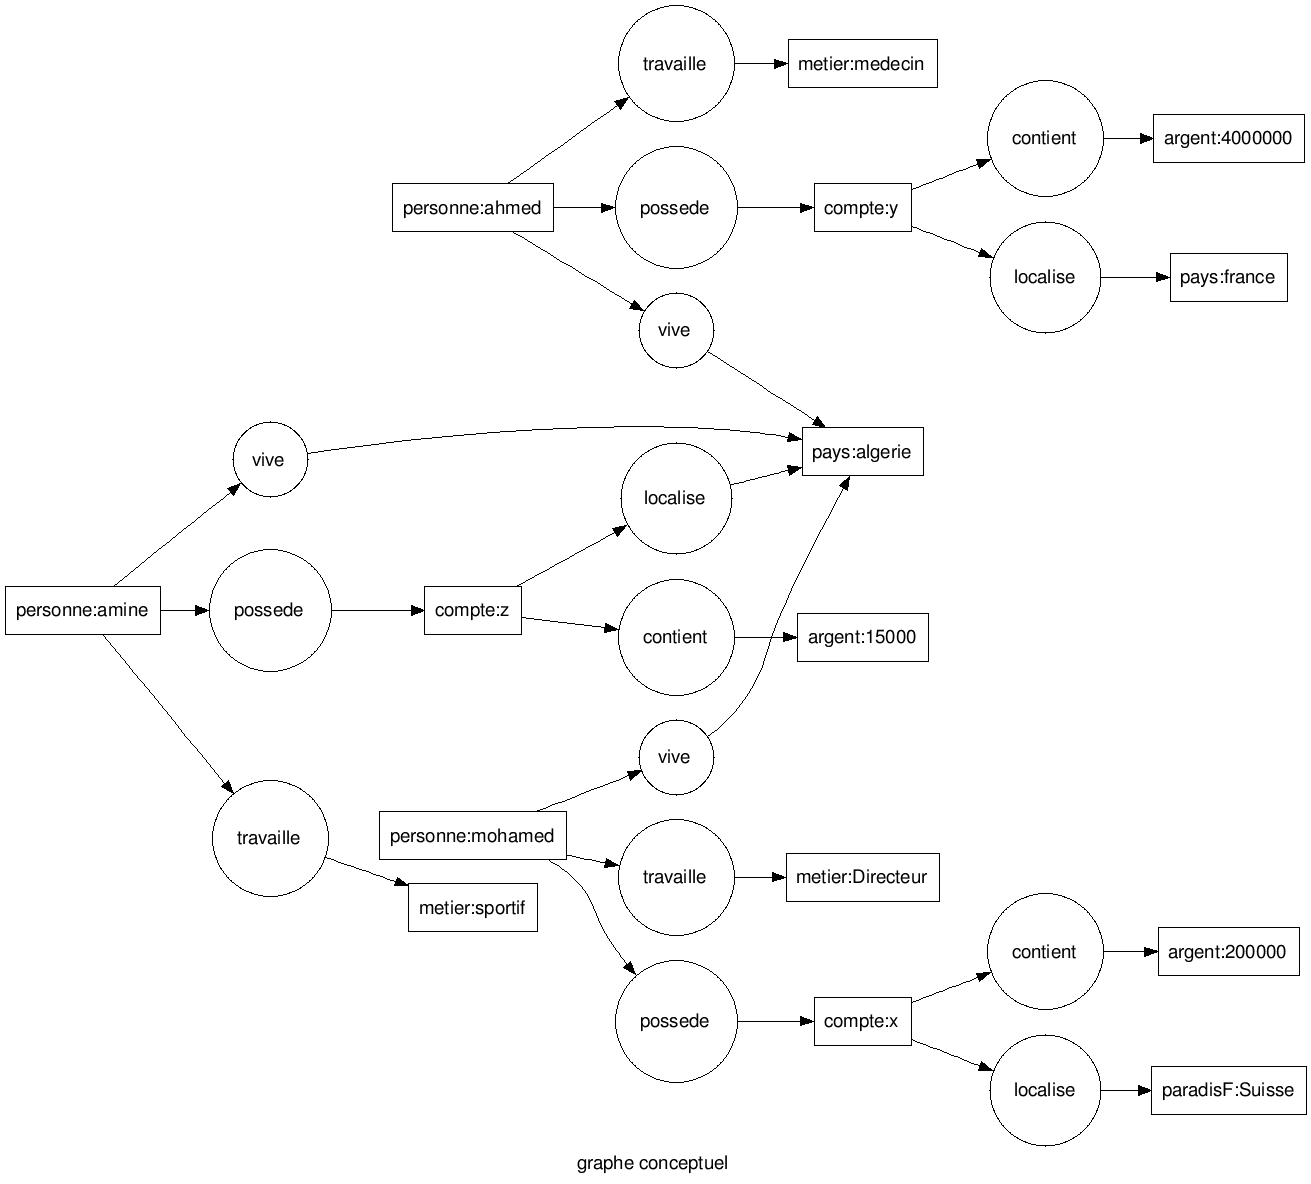 travaille
metier:medecin
contient
argent:4000000
personne:ahmed
possede
compte:y
localise
pays:france
vive
vive
pays:algerie
localise
personne:amine
possede
compte:z
contient
argent:15000
vive
travaille
personne:mohamed
travaille
metier:Directeur
metier:sportif
contient
argent:200000
possede
compte:x
localise
paradisF:Suisse
graphe conceptuel